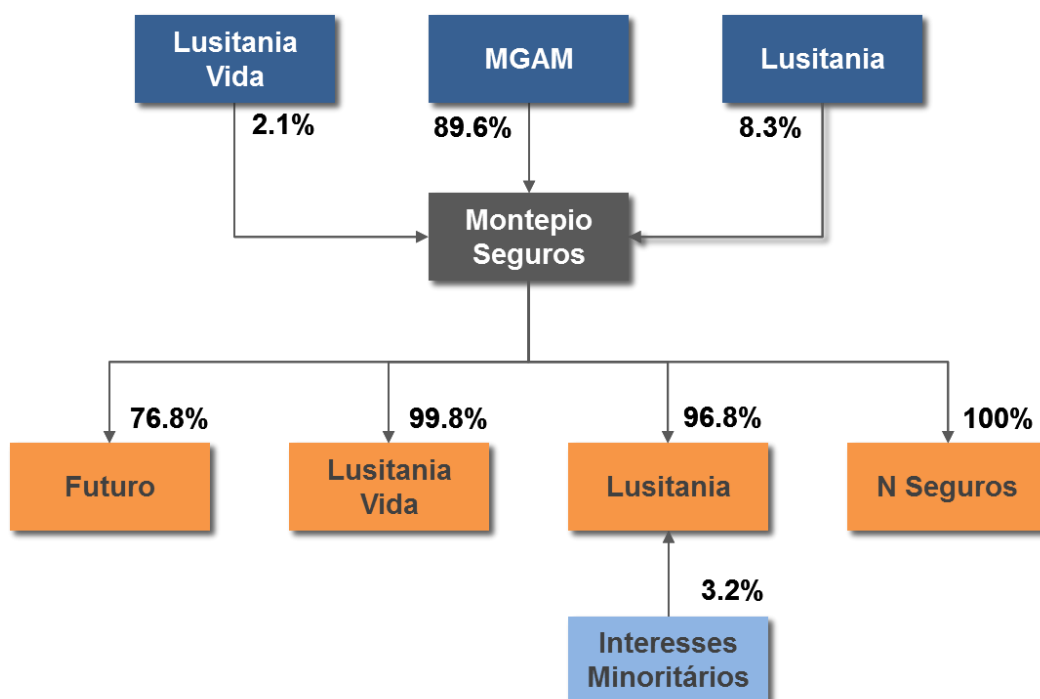 Lusitania
Vida
MGAM
Lusitania
2.1%
89.6%
8.3%
Montepio
Seguros
76.8%
99.8%
96.8%
100%
Futuro
Lusitania
Vida
Lusitania
N Seguros
3.2%
Interesses
Minoritários